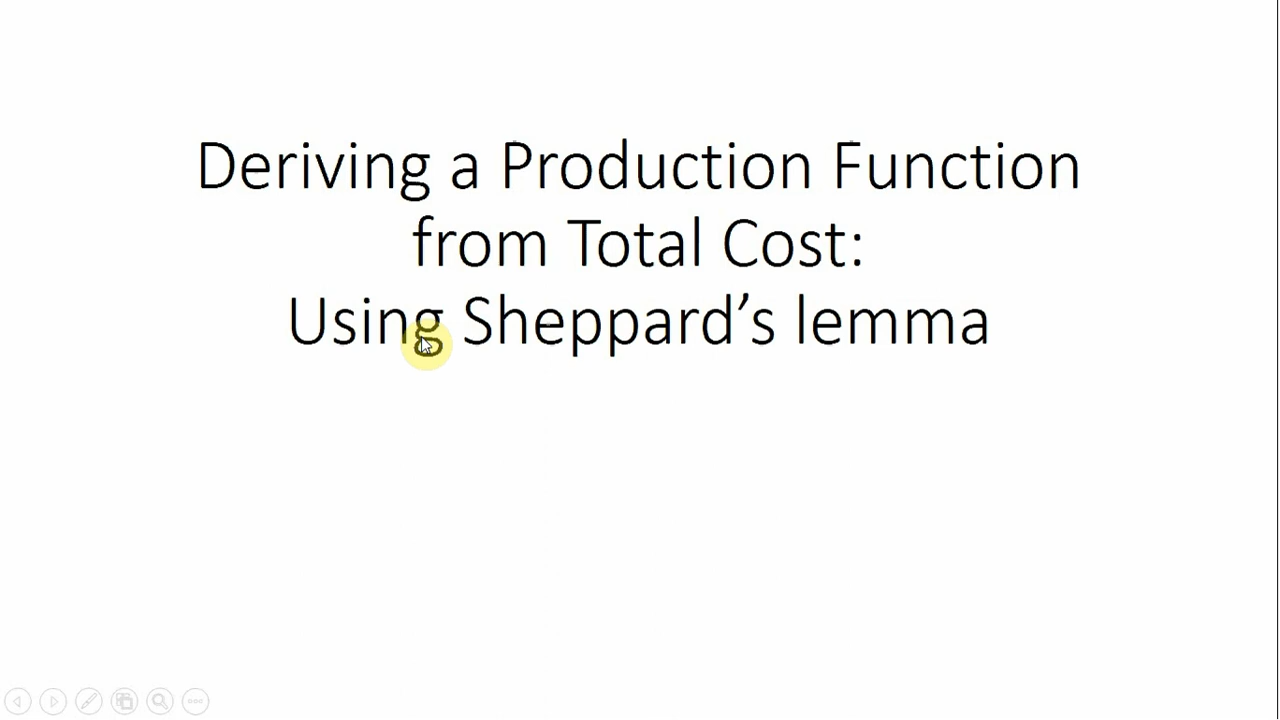 Deriving a Production Function
from Total Cost:
Using Sheppard’s lemma